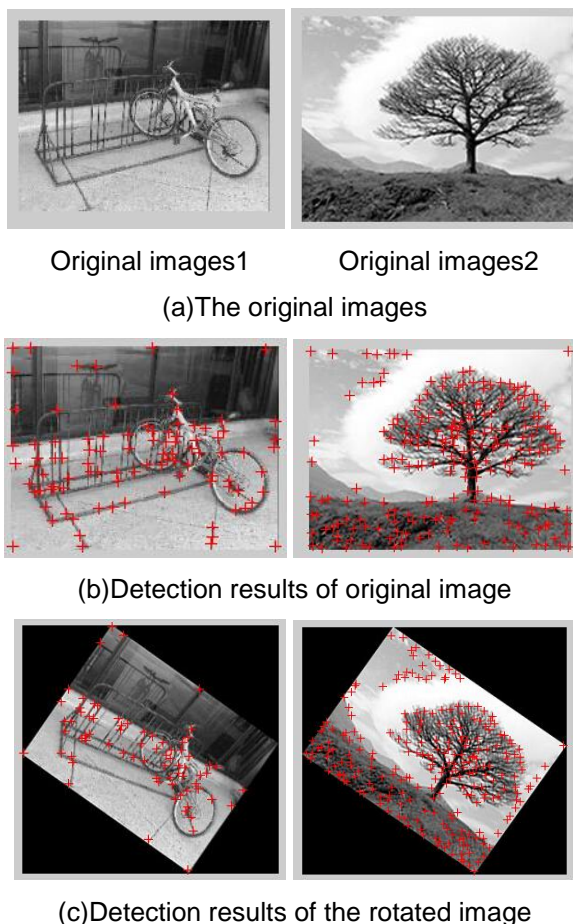 Original images1
Original images2
(a)The original images
(b)Detection results of original image
(c)Detection results of the rotated image